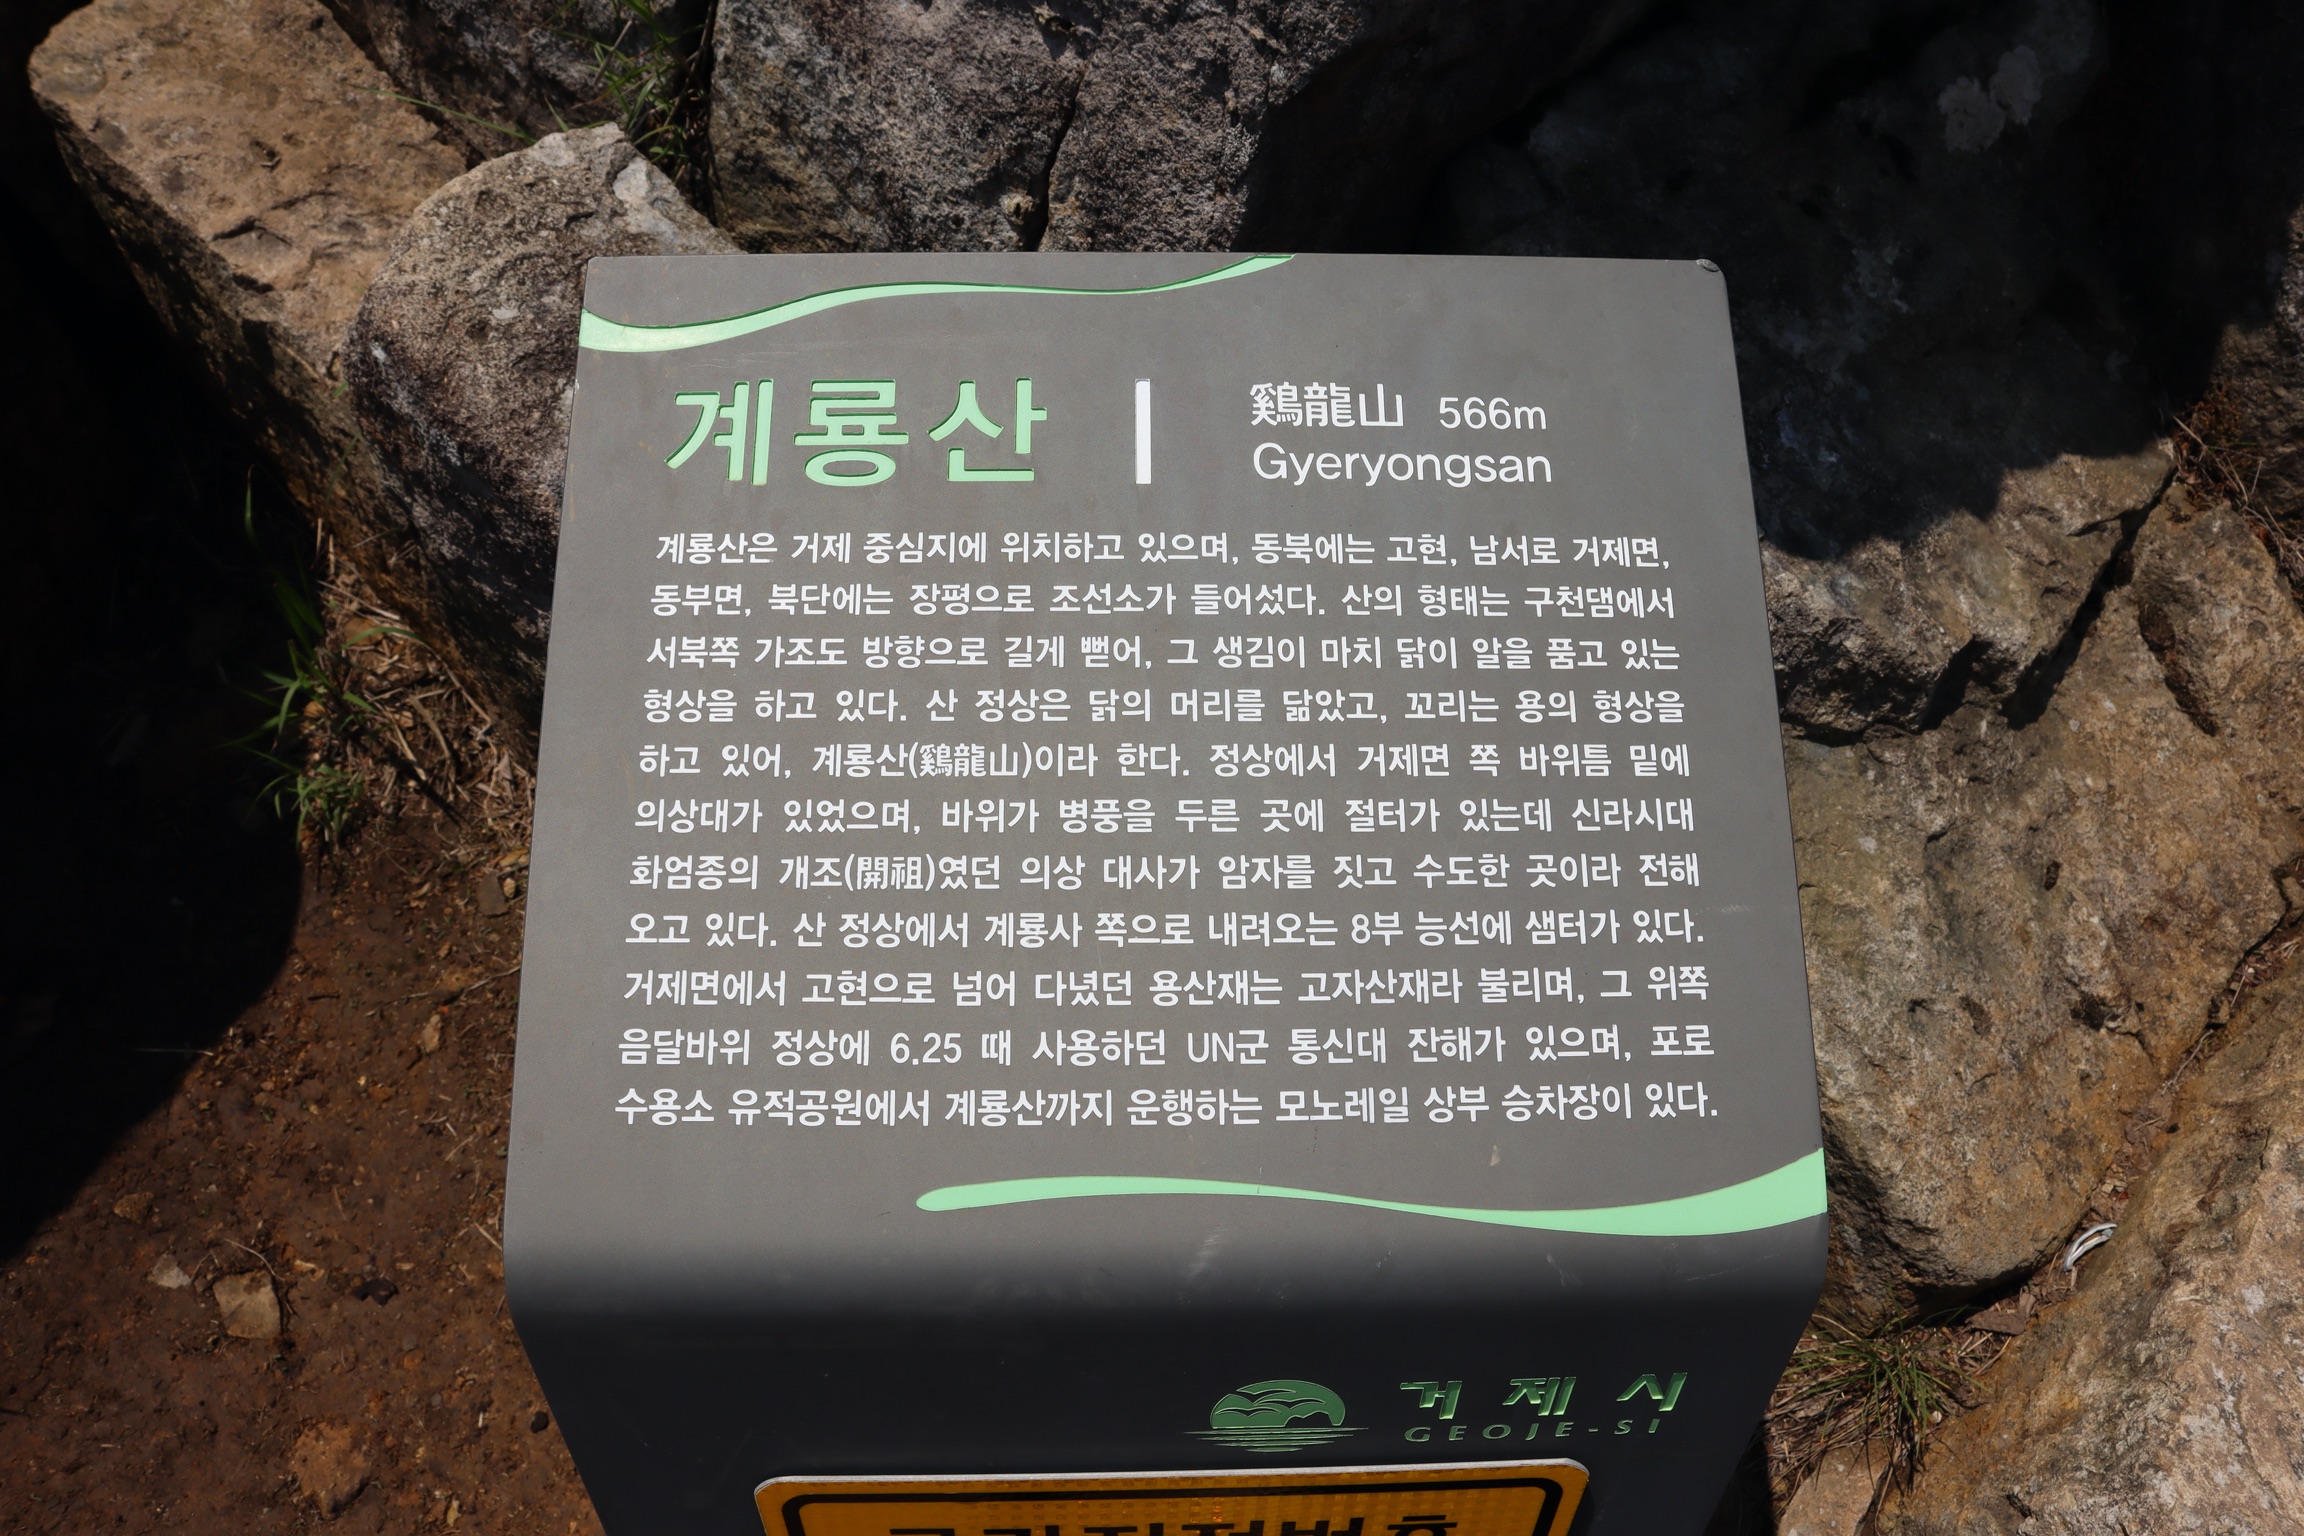 계룡산
鷄龍山 566m
Gyeryongsan
계룡산은 거제 중심지에 위치하고 있으며, 동북에는 고현, 남서로 거제면,
동부면, 북단에는 장평으로 조선소가 들어섰다. 산의 형태는 구천댐에서
서북쪽 가조도 방향으로 길게 뻗어, 그 생김이 마치 닭이 알을 품고 있는
형상을 하고 있다. 산 정상은 닭의 머리를 닮았고, 꼬리는 용의 형상을
하고 있어, 계룡산(鷄龍山)이라 한다. 정상에서 거제면 쪽 바위틈 밑에
의상대가 있었으며, 바위가 병풍을 두른 곳에 절터가 있는데 신라시대
화엄종의 개조(開祖)였던 의상 대사가 암자를 짓고 수도한 곳이라 전해
오고 있다. 산 정상에서 계룡사 쪽으로 내려오는 8부 능선에 샘터가 있다.
거제면에서 고현으로 넘어 다녔던 용산재는 고자산재라 불리며, 그 위쪽
음달바위 정상에 6.25 때 사용하던 UN군 통신대 잔해가 있으며, 포로
수용소 유적공원에서 계룡산까지 운행하는 모노레일 상부 승차장이 있다.
거제시
GEOJE-SI